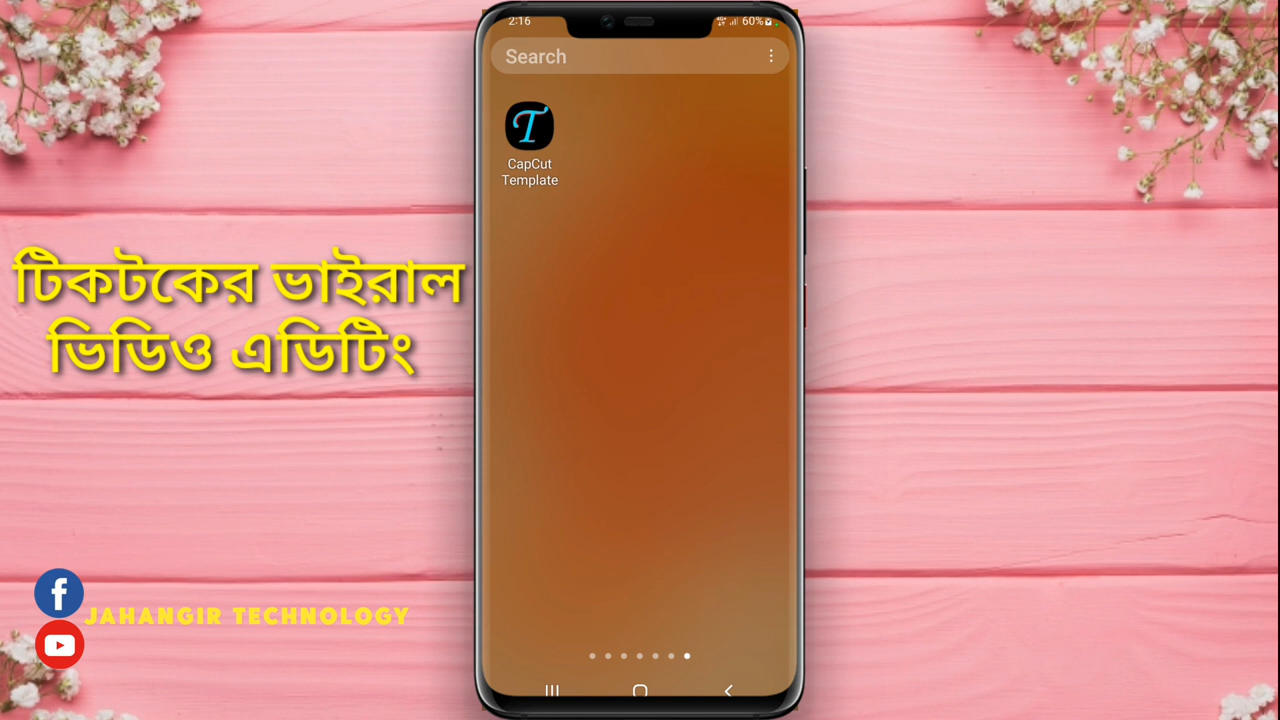 2:16
60%
Search
T
CapCut
Template
টিকটকের ভাইরাল
ভিডিও এডিটিং
f
JAHANGIR TECHNOLOGY